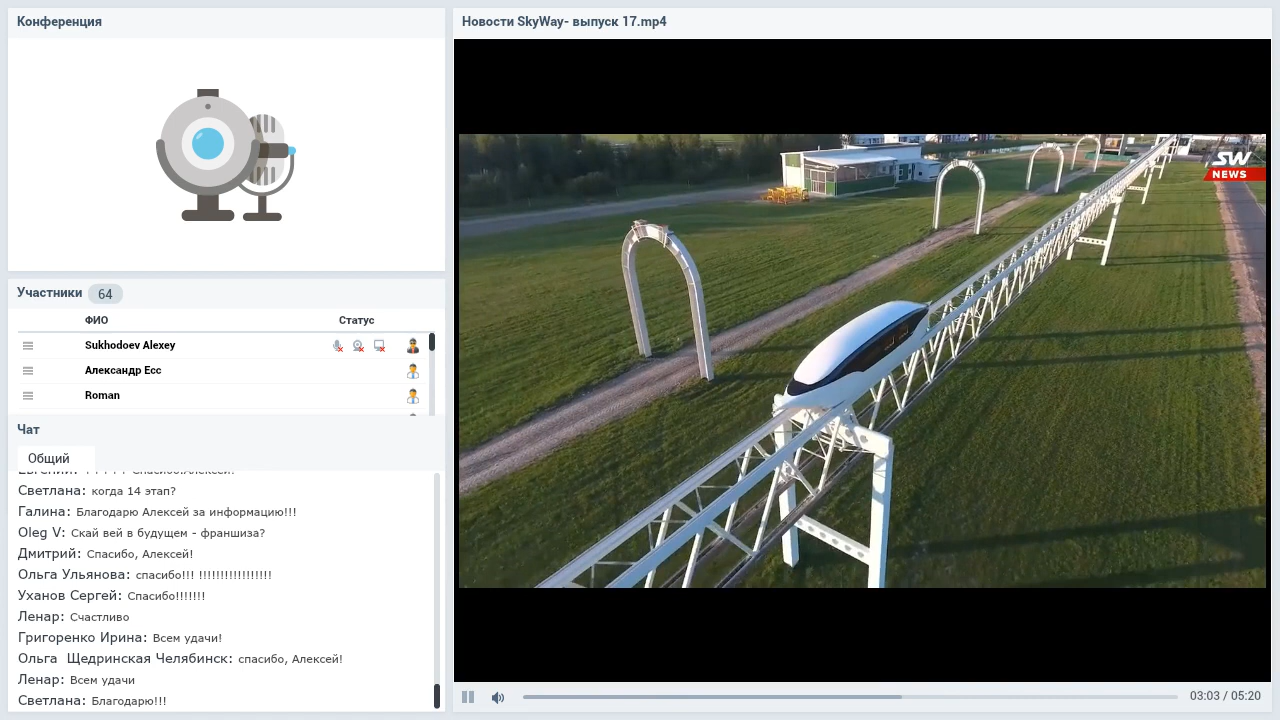 Конференция
Новости SkyWay- выпуск 17.mp4
SW
NEWS
Участники 64
ФИО Статус
Sukhodoev Alexey
Александр Есс
Roman
Чат
Общий
Евгений: +++++ Спасибо!Алексей!
Светлана: когда 14 этап?
Галина: Благодарю Алексей за информацию!!!
Oleg V: Скай вей в будущем - франшиза?
Дмитрий: Спасибо, Алексей!
Ольга Ульянова: спасибо!!! !!!!!!!!!!!!!!!!!
Уханов Сергей: Спасибо!!!!!!!
Ленар: Счастливо
Григоренко Ирина: Всем удачи!
Ольга  Щедринская Челябинск: спасибо, Алексей!
Ленар: Всем удачи
Светлана: Благодарю!!!
03:03 / 05:20